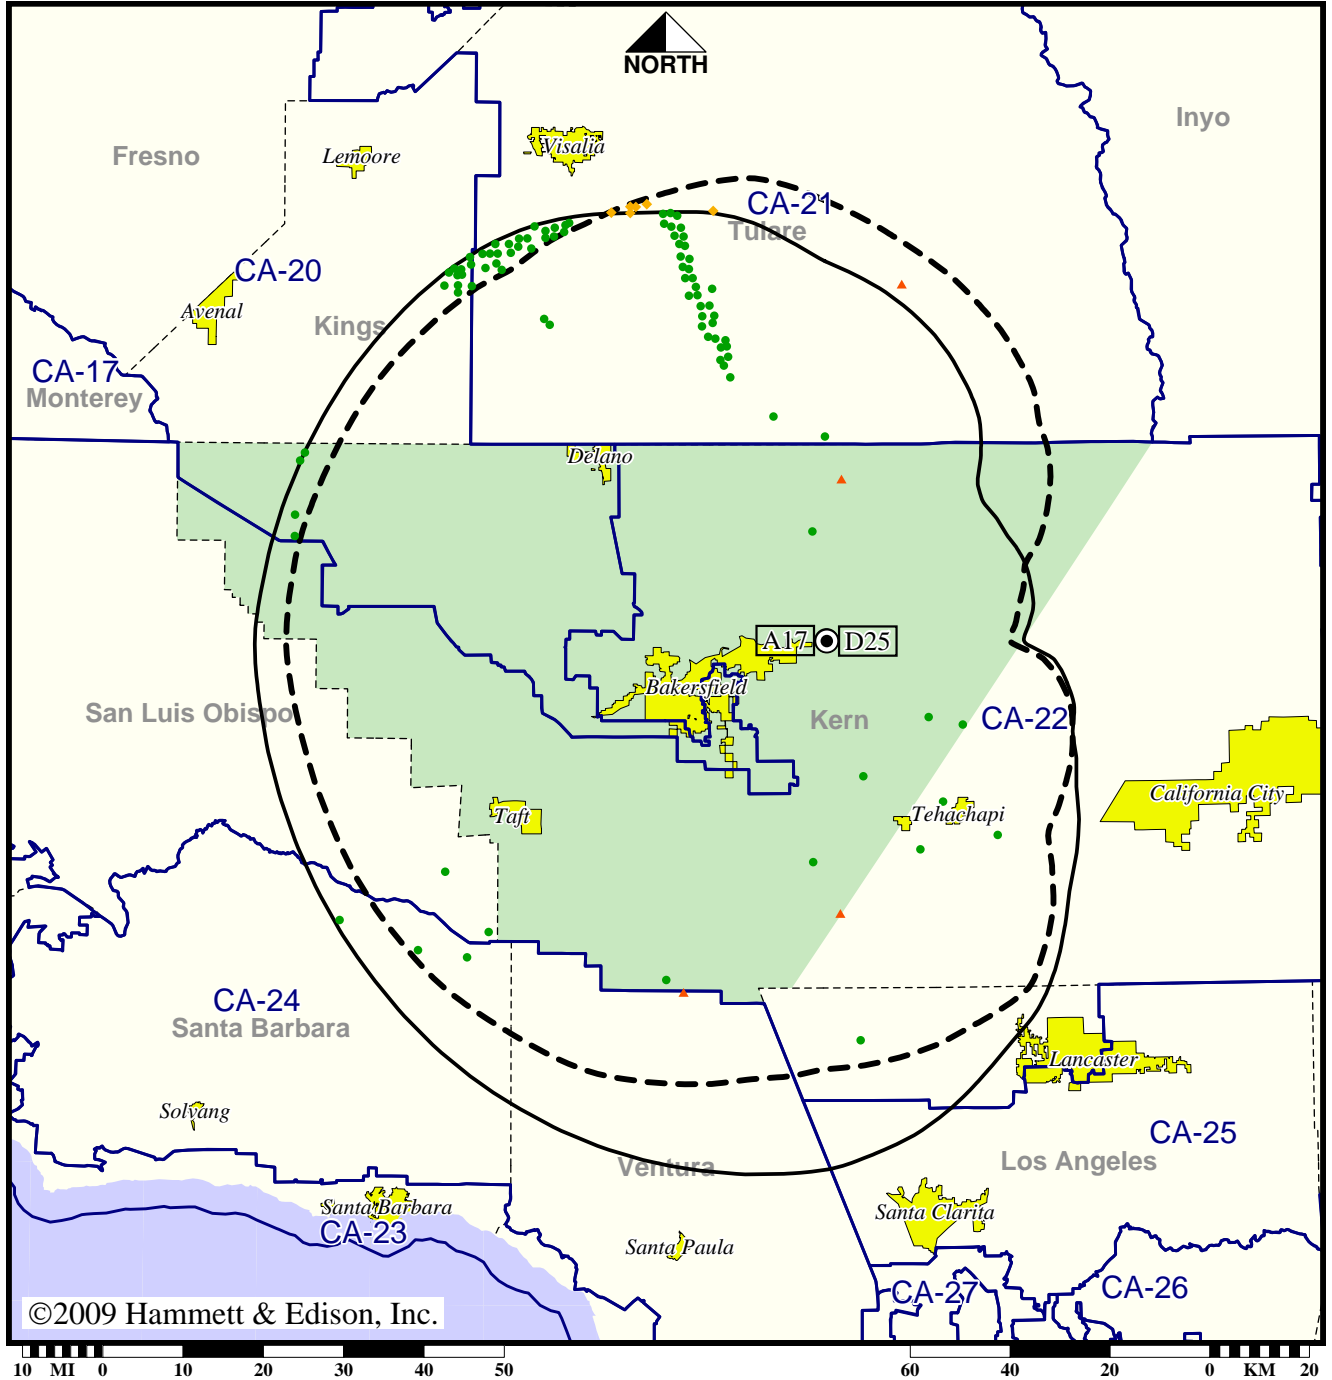 NORTH
Inyo
Visalia
Fresno
Lemoore
CA-21
Tulare
CA-20
Avenal
Kings
CA-17
Monterey
Delano
A17
D25
Bakersfield
San Luis Obispo
Kern
CA-22
California City
Taft
Tehachapi
CA-24
Santa Barbara
Lancaster
Solvang
CA-25
Ventura
Los Angeles
Santa Barbara
Santa Clarita
CA-23
Santa Paula
CA-27
CA-26
©2009 Hammett & Edison, Inc.
10 MI 0 10 20 30 40 50
60 40 20 0 KM 20